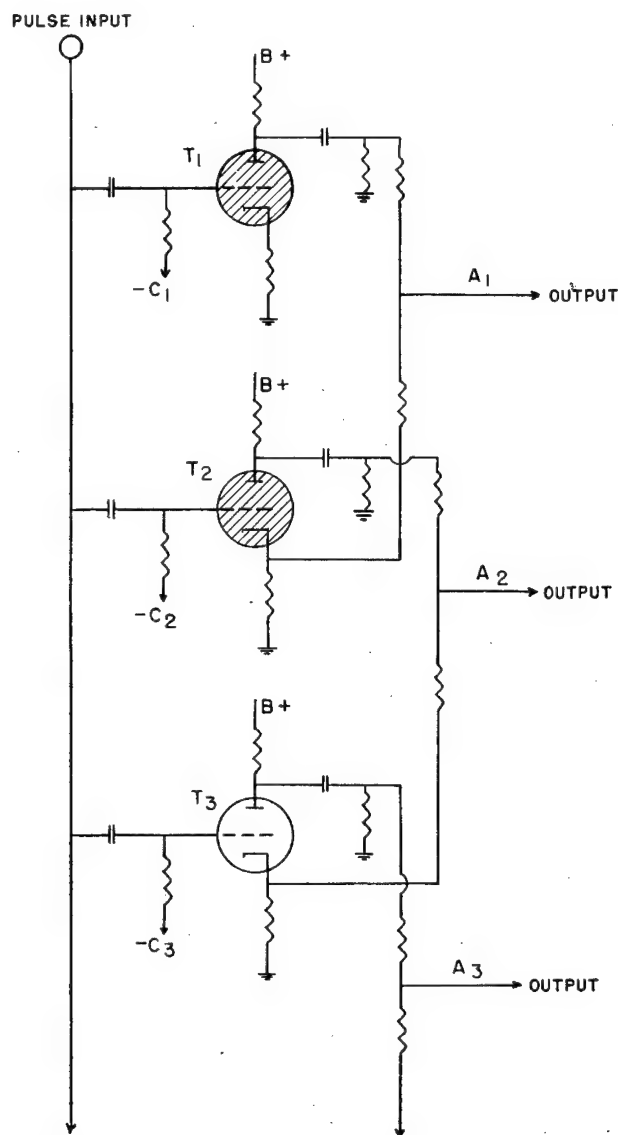 PULSE INPUT
B+
T1
-C1
A1 OUTPUT
B+
T2
-C2
A2 OUTPUT
B+
T3
-C3
A3 OUTPUT